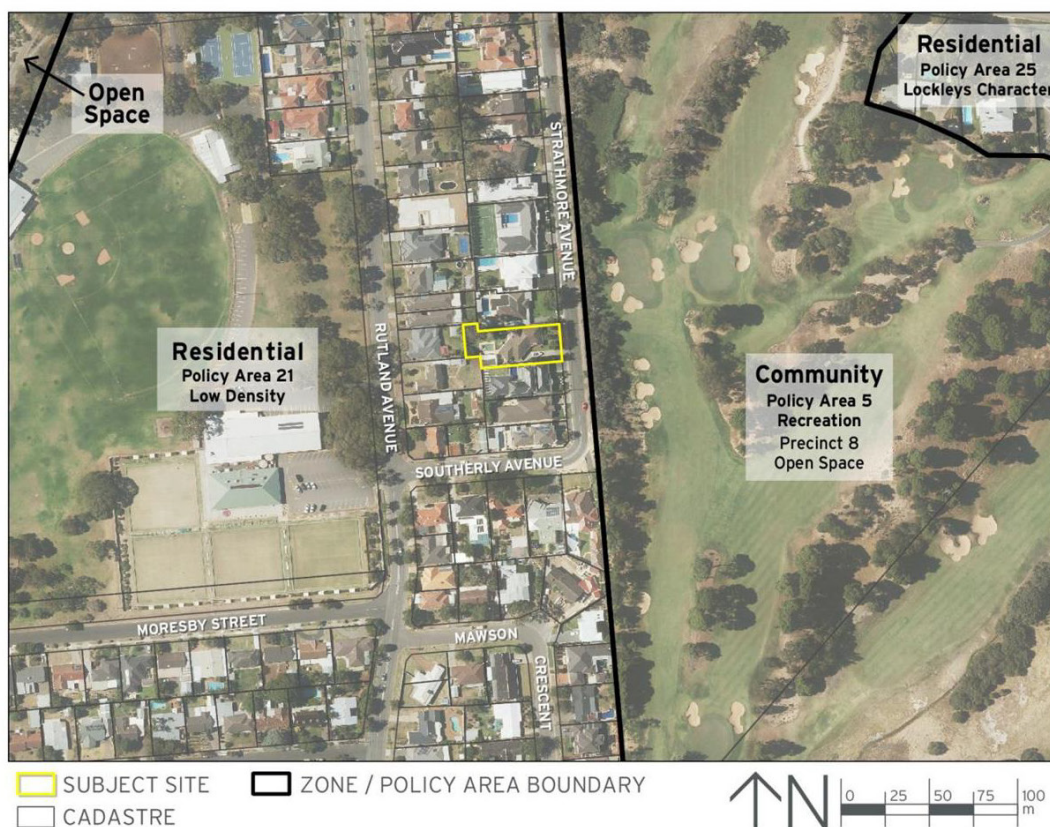 Open
Space
Residential
Policy Area 25
Lockleys Character
STRATHMORE AVENUE
RUTLAND AVENUE
Residential
Policy Area 21
Low Density
Community
Policy Area 5
Recreation
Precinct 8
Open Space
SOUTHERLY AVENUE
MORESBY STREET
MAWSON
CRESCENT
SUBJECT SITE
ZONE / POLICY AREA BOUNDARY
CADASTRE
N
0 25 50 75 100
m